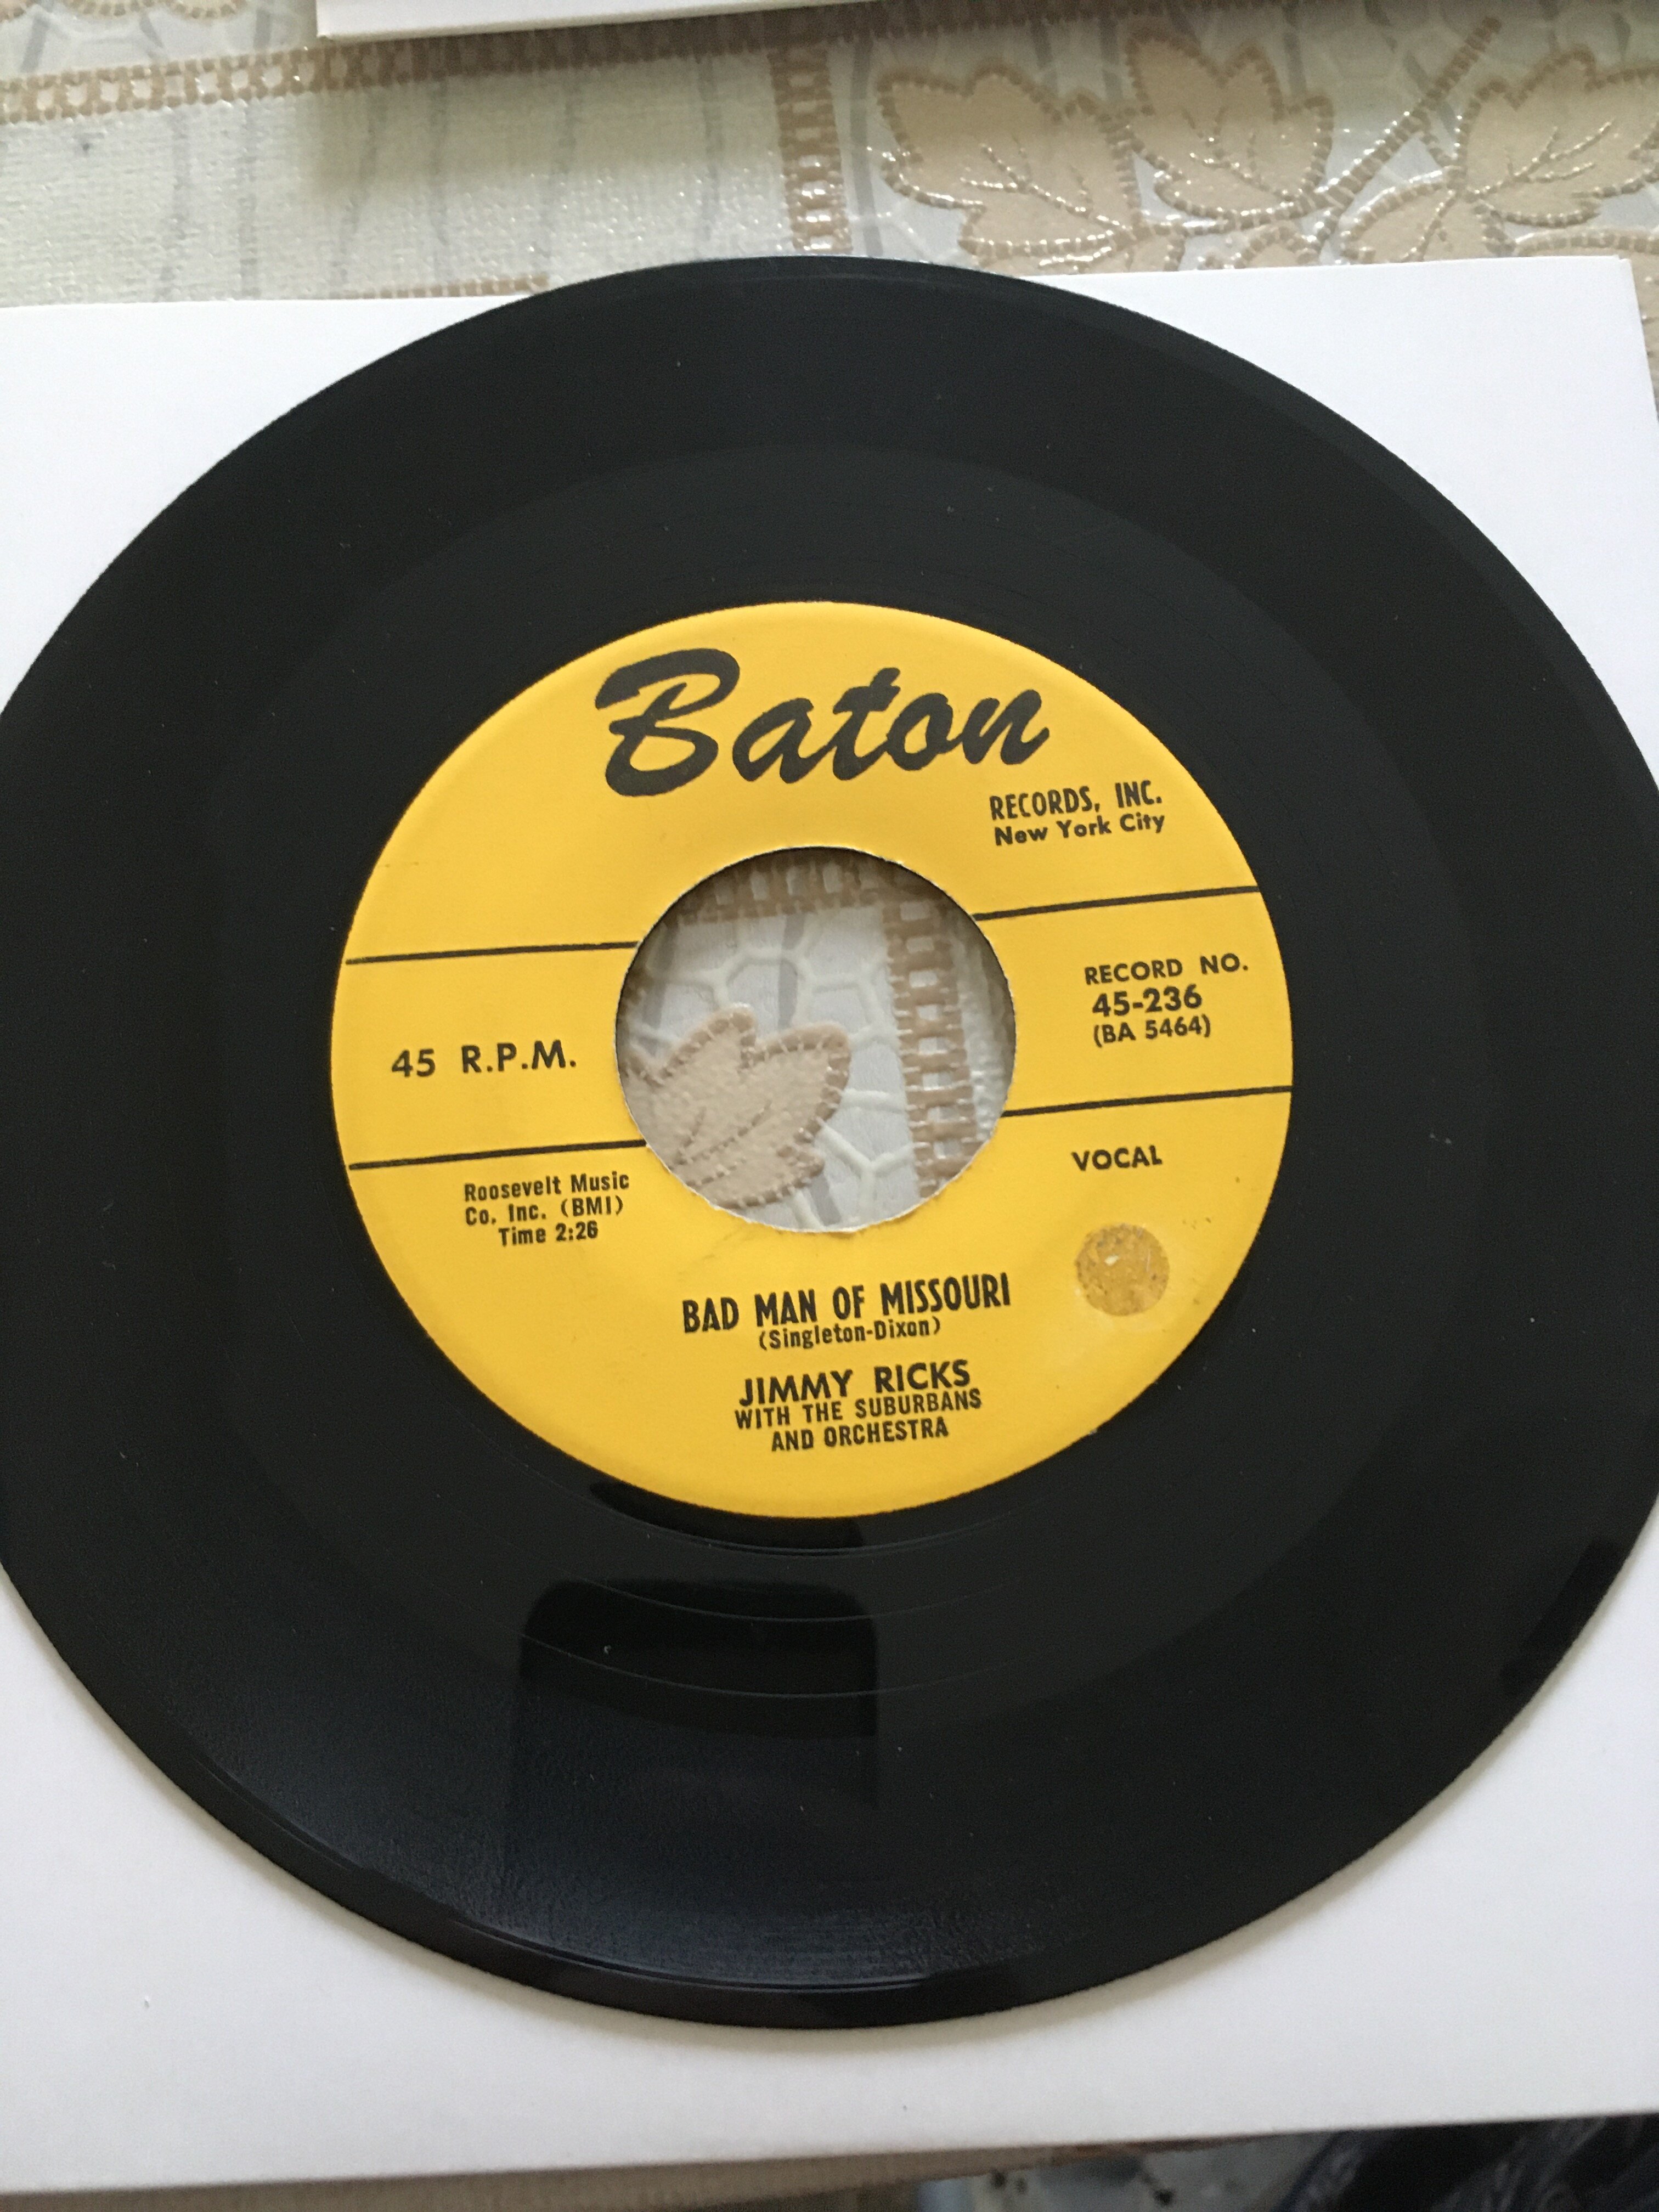 Baton
RECORDS, INC.
New York City
RECORD NO.
45-236
(BA 5464)
45 R.P.M.
VOCAL
Roosevelt Music
Co. Inc. (BMI)
Time 2:26
BAD MAN OF MISSOURI
(Singleton-Dixon)
JIMMY RICKS
WITH THE SUBURBANS
AND ORCHESTRA